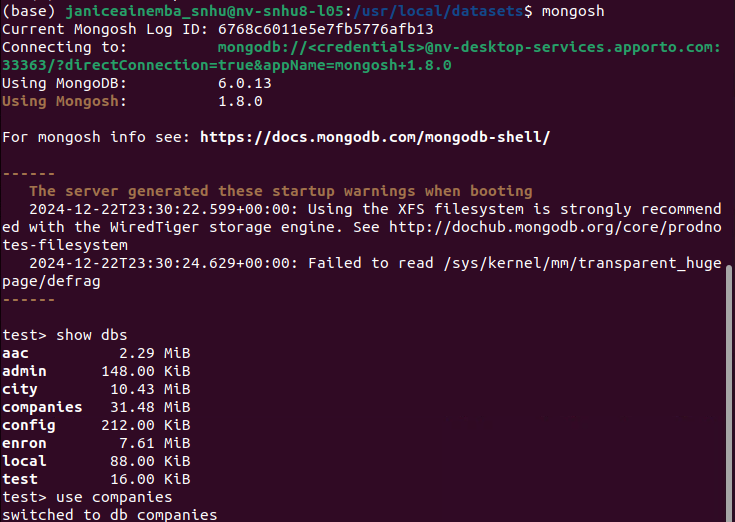 (base) janiceainemba_snhu@nv-snhu8-l05:/usr/local/datasets$ mongosh
Current Mongosh Log ID: 6768c6011e5e7fb5776afb13
Connecting to:          mongodb://<credentials>@nv-desktop-services.apporto.com:
33363/?directConnection=true&appName=mongosh+1.8.0
Using MongoDB:          6.0.13
Using Mongosh:          1.8.0

For mongosh info see: https://docs.mongodb.com/mongodb-shell/

------
   The server generated these startup warnings when booting
   2024-12-22T23:30:22.599+00:00: Using the XFS filesystem is strongly recommend
ed with the WiredTiger storage engine. See http://dochub.mongodb.org/core/prodno
tes-filesystem
   2024-12-22T23:30:24.629+00:00: Failed to read /sys/kernel/mm/transparent_huge
page/defrag
------

test> show dbs
aac          2.29 MiB
admin      148.00 KiB
city        10.43 MiB
companies   31.48 MiB
config     212.00 KiB
enron        7.61 MiB
local       88.00 KiB
test        16.00 KiB
test> use companies
switched to db companies